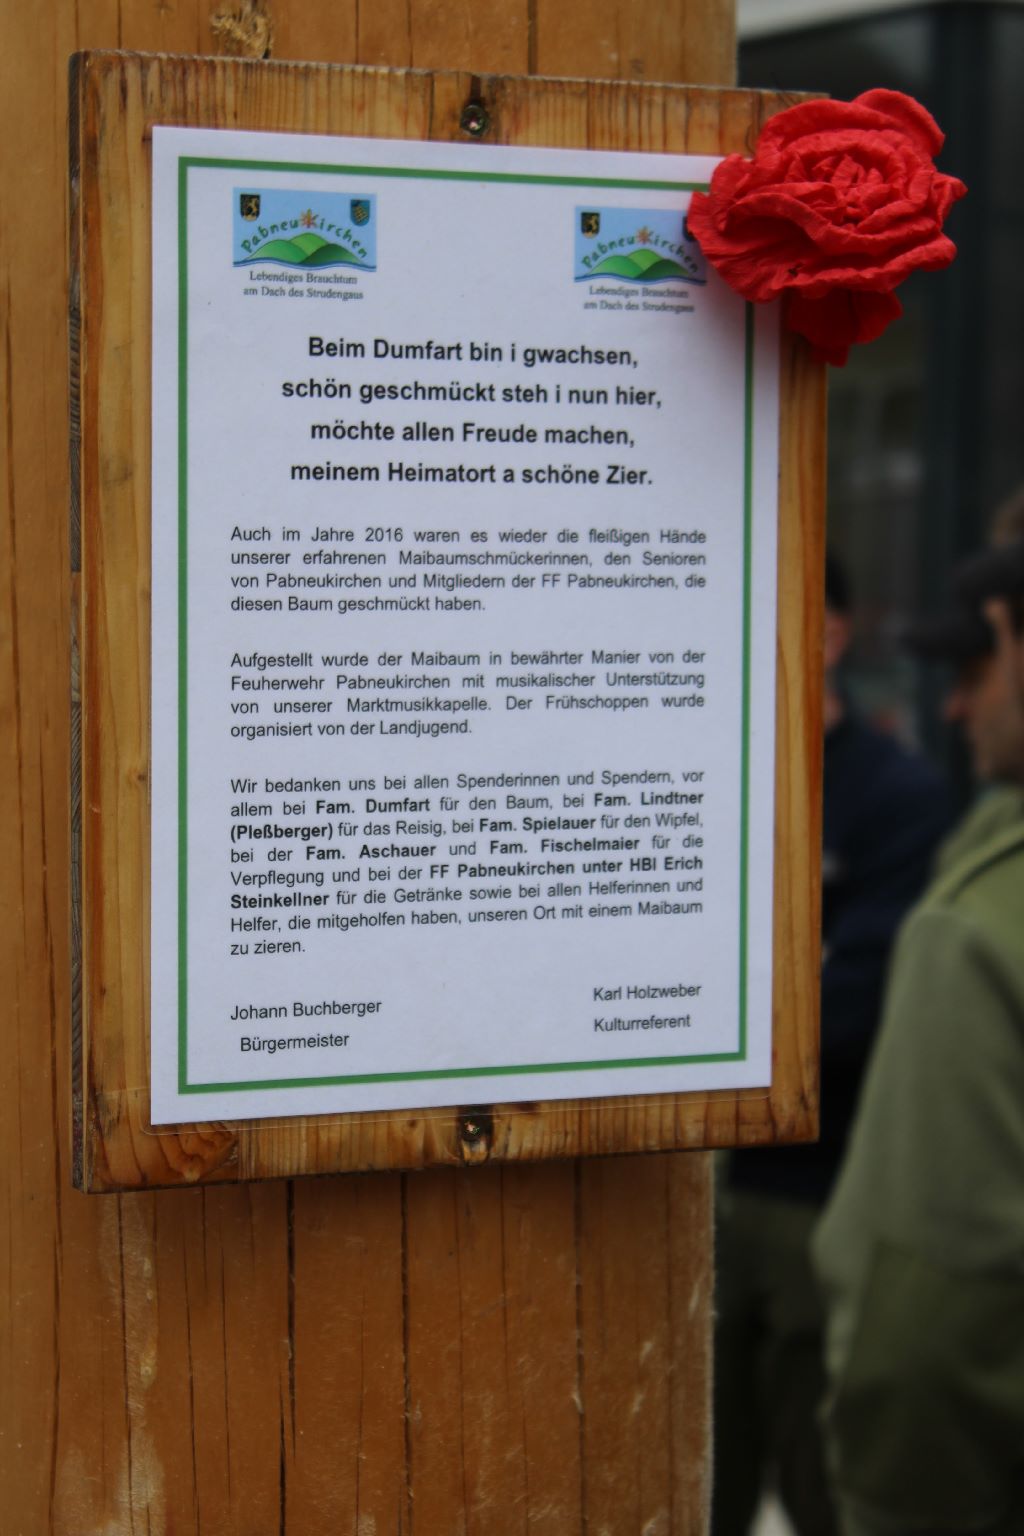 Pabneukirchen
Lebendiges Brauchtum
am Dach des Strudengaus
Pabneukirchen
Lebendiges Brauchtum
am Dach des Strudengaus
Beim Dumfart bin i gwachsen,
schön geschmückt steh i nun hier,
möchte allen Freude machen,
meinem Heimatort a schöne Zier.
Auch im Jahre 2016 waren es wieder die fleißigen Hände
unserer erfahrenen Maibaumschmückerinnen, den Senioren
von Pabneukirchen und Mitgliedern der FF Pabneukirchen, die
diesen Baum geschmückt haben.
Aufgestellt wurde der Maibaum in bewährter Manier von der
Feuherwehr Pabneukirchen mit musikalischer Unterstützung
von unserer Marktmusikkapelle. Der Frühschoppen wurde
organisiert von der Landjugend.
Wir bedanken uns bei allen Spenderinnen und Spendern, vor
allem bei Fam. Dumfart für den Baum, bei Fam. Lindtner
(Pleßberger) für das Reisig, bei Fam. Spielauer für den Wipfel,
bei der Fam. Aschauer und Fam. Fischelmaier für die
Verpflegung und bei der FF Pabneukirchen unter HBI Erich
Steinkellner für die Getränke sowie bei allen Helferinnen und
Helfer, die mitgeholfen haben, unseren Ort mit einem Maibaum
zu zieren.
Johann Buchberger
Bürgermeister
Karl Holzweber
Kulturreferent